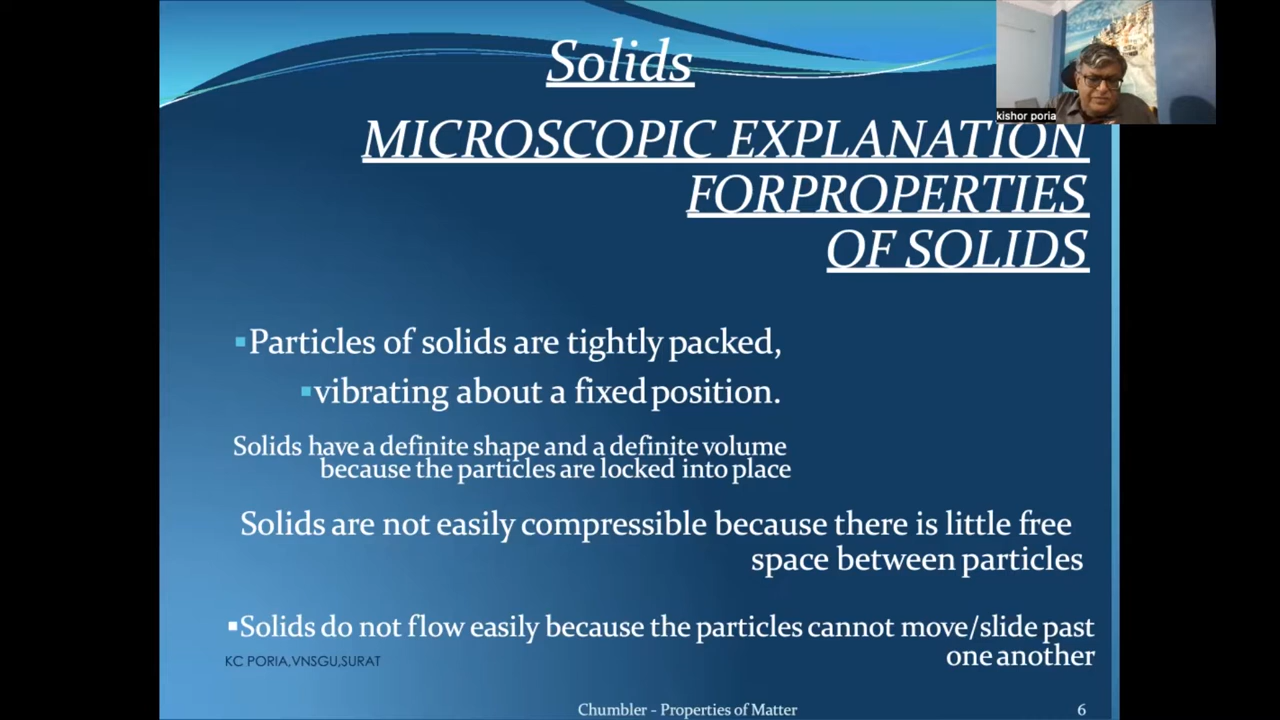 Solids
kishor poria
MICROSCOPIC EXPLANATION
FORPROPERTIES
OF SOLIDS
▪Particles of solids are tightly packed,
▪vibrating about a fixed position.
Solids have a definite shape and a definite volume
because the particles are locked into place
Solids are not easily compressible because there is little free
space between particles
▪Solids do not flow easily because the particles cannot move/slide past
one another
KC PORIA,VNSGU,SURAT
Chumbler - Properties of Matter
6